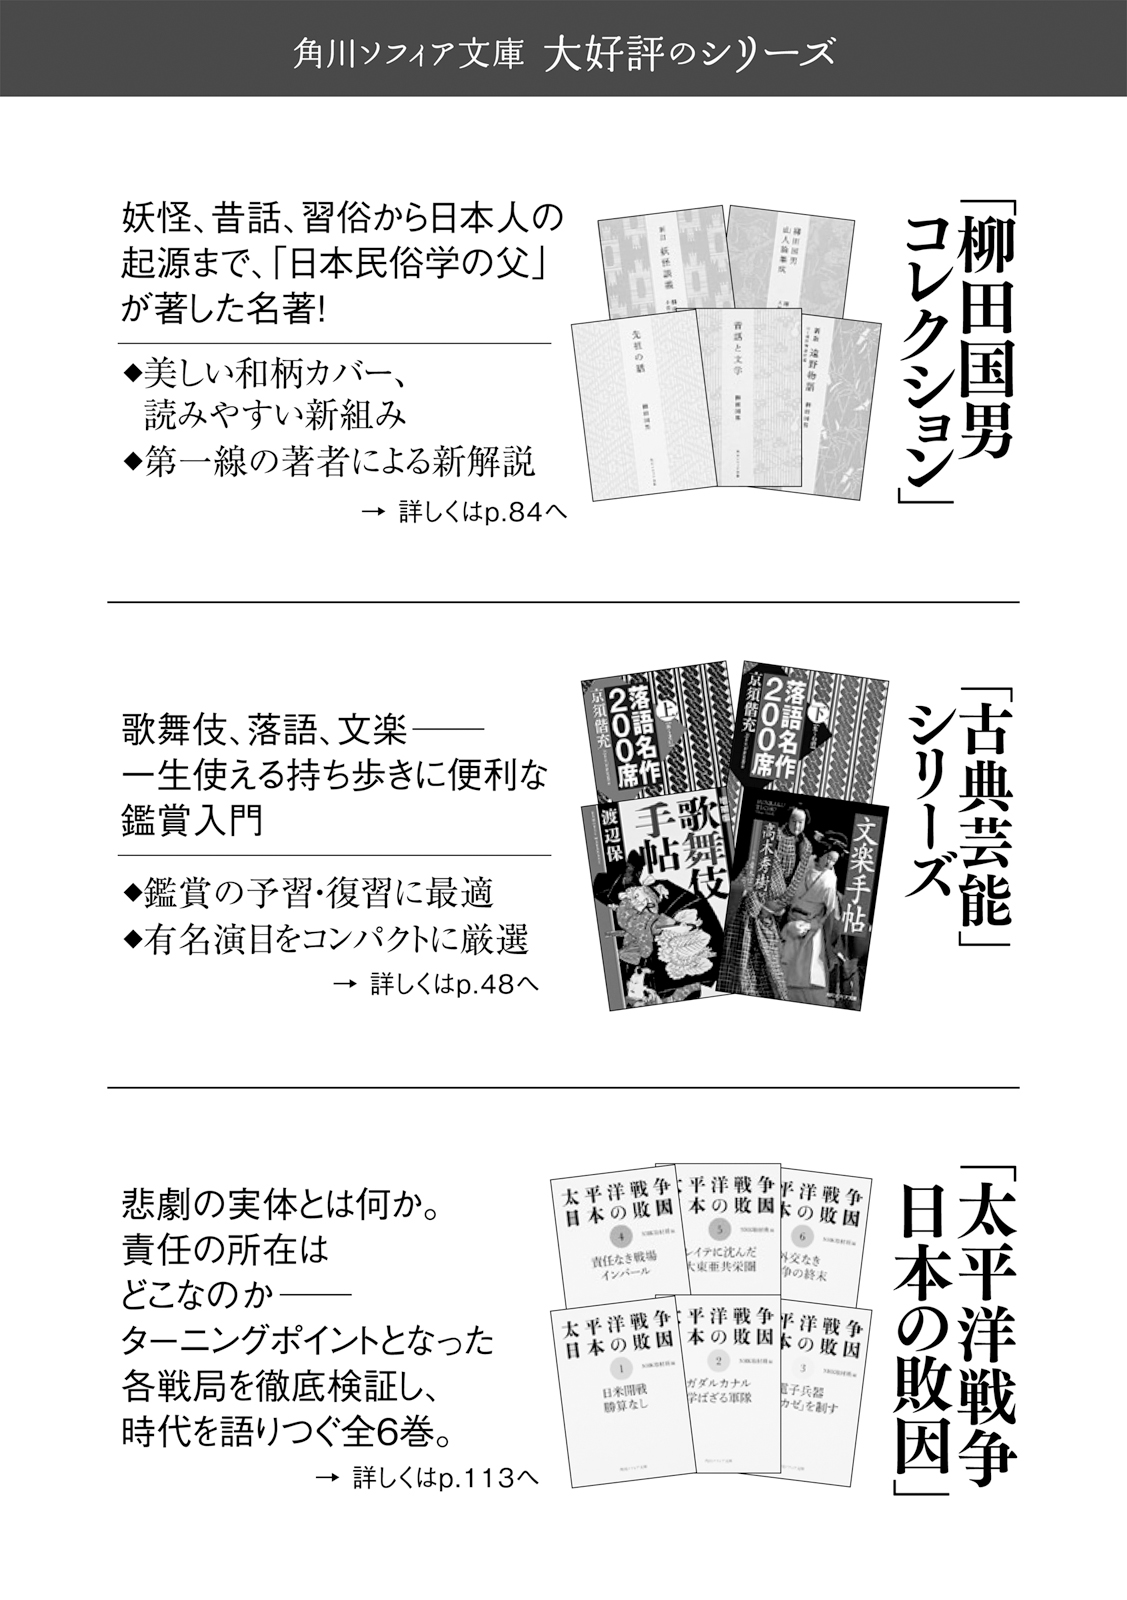 角川ソフィア文庫 大好評のシリーズ
「柳田国男
コレクション」
妖怪、昔話、習俗から日本人の
起源まで、「日本民俗学の父」
が著した名著!
◆美しい和柄カバー、
読みやすい新組み
◆第一線の著者による新解説
→ 詳しくはp.84へ
妖怪談義
柳田国男
山人論集成
先祖の話
柳田国男
昔話と文学
柳田国男
遠野物語
柳田国男
「古典芸能」
シリーズ
歌舞伎、落語、文楽――
一生使える持ち歩きに便利な
鑑賞入門
◆鑑賞の予習・復習に最適
◆有名演目をコンパクトに厳選
→ 詳しくはp.48へ
落語名作
200席
上
京須偕充
落語名作
200席
下
京須偕充
歌舞伎
手帖
渡辺保
文楽手帖
高木秀樹
「太平洋戦争
日本の敗因」
悲劇の実体とは何か。
責任の所在は
どこなのか――
ターニングポイントとなった
各戦局を徹底検証し、
時代を語りつぐ全6巻。
→ 詳しくはp.113へ
太平洋戦争
日本の敗因
4
責任なき戦場
インパール
平洋戦争
本の敗因
5
レイテに沈んだ
大東亜共栄圏
平洋戦争
本の敗因
6
外交なき
争の終末
太平洋戦争
日本の敗因
1
日米開戦
勝算なし
平洋戦争
本の敗因
2
ガダルカナル
学ばざる軍隊
平洋戦争
本の敗因
3
電子兵器
カゼ」を制す